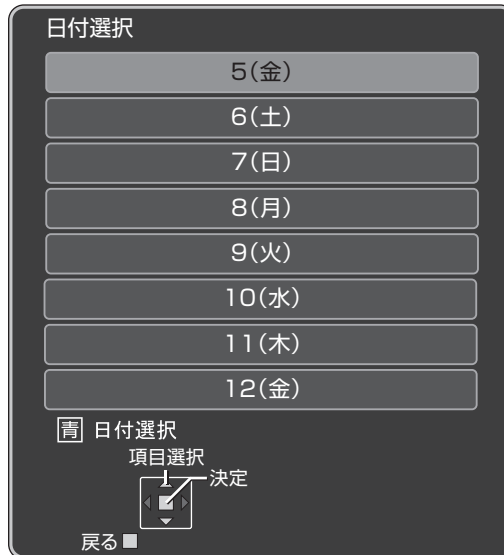 日付選択
5(金)
6(土)
7(日)
8(月)
9(火)
10(水)
11(木)
12(金)
青 日付選択
項目選択
決定
戻る